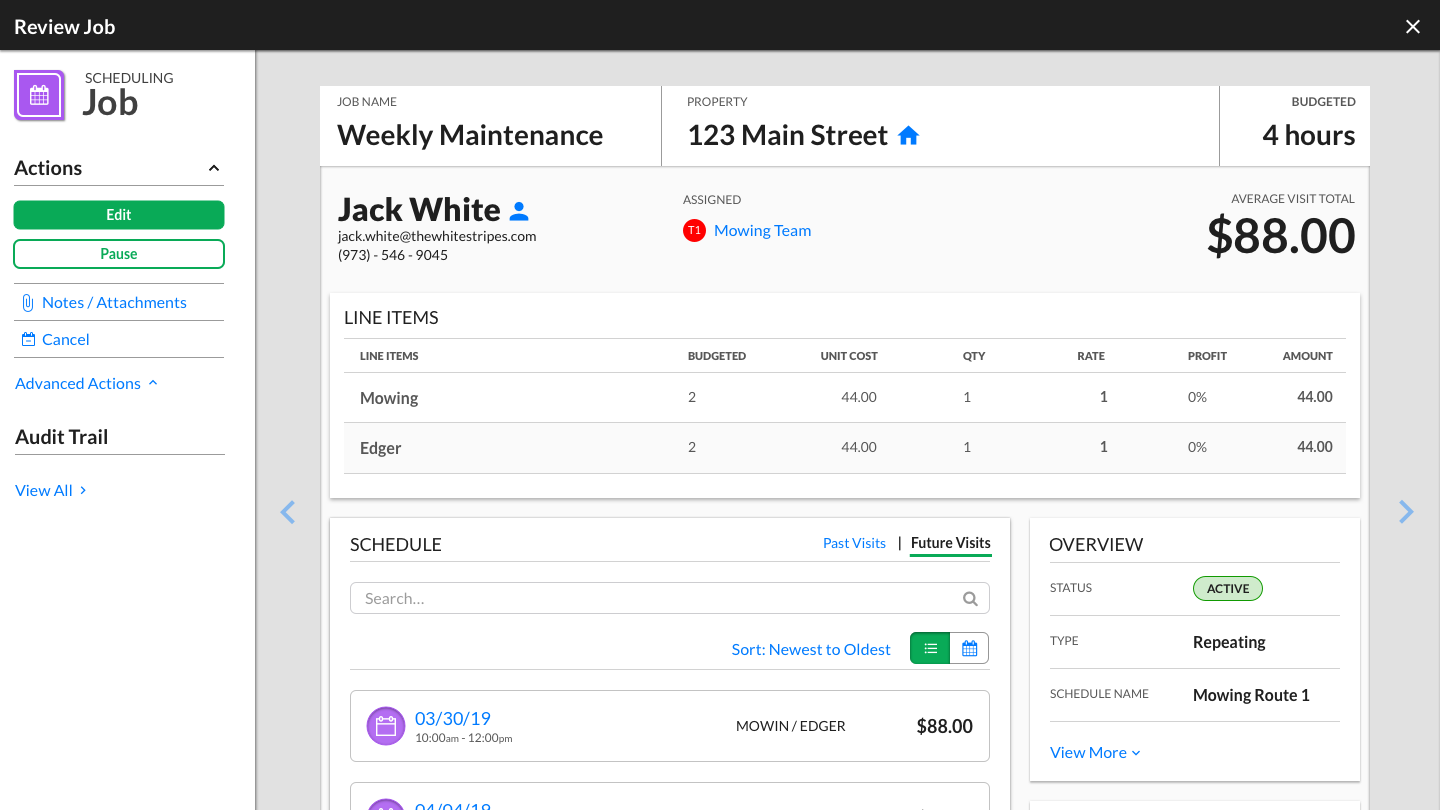 Review Job
SCHEDULING
Job
Actions
Edit
Pause
Notes / Attachments
Cancel
Advanced Actions
Audit Trail
View All
JOB NAME
Weekly Maintenance
PROPERTY
123 Main Street
BUDGETED
4 hours
Jack White
jack.white@thewhitestripes.com
(973) - 546 - 9045
ASSIGNED
T1 Mowing Team
AVERAGE VISIT TOTAL
$88.00
LINE ITEMS
LINE ITEMS BUDGETED UNIT COST QTY RATE PROFIT AMOUNT
Mowing 2 44.00 1 1 0% 44.00
Edger 2 44.00 1 1 0% 44.00
SCHEDULE
Past Visits | Future Visits
Search...
Sort: Newest to Oldest
03/30/19
10:00am - 12:00pm
MOWIN / EDGER
$88.00
04/04/19
OVERVIEW
STATUS ACTIVE
TYPE Repeating
SCHEDULE NAME Mowing Route 1
View More